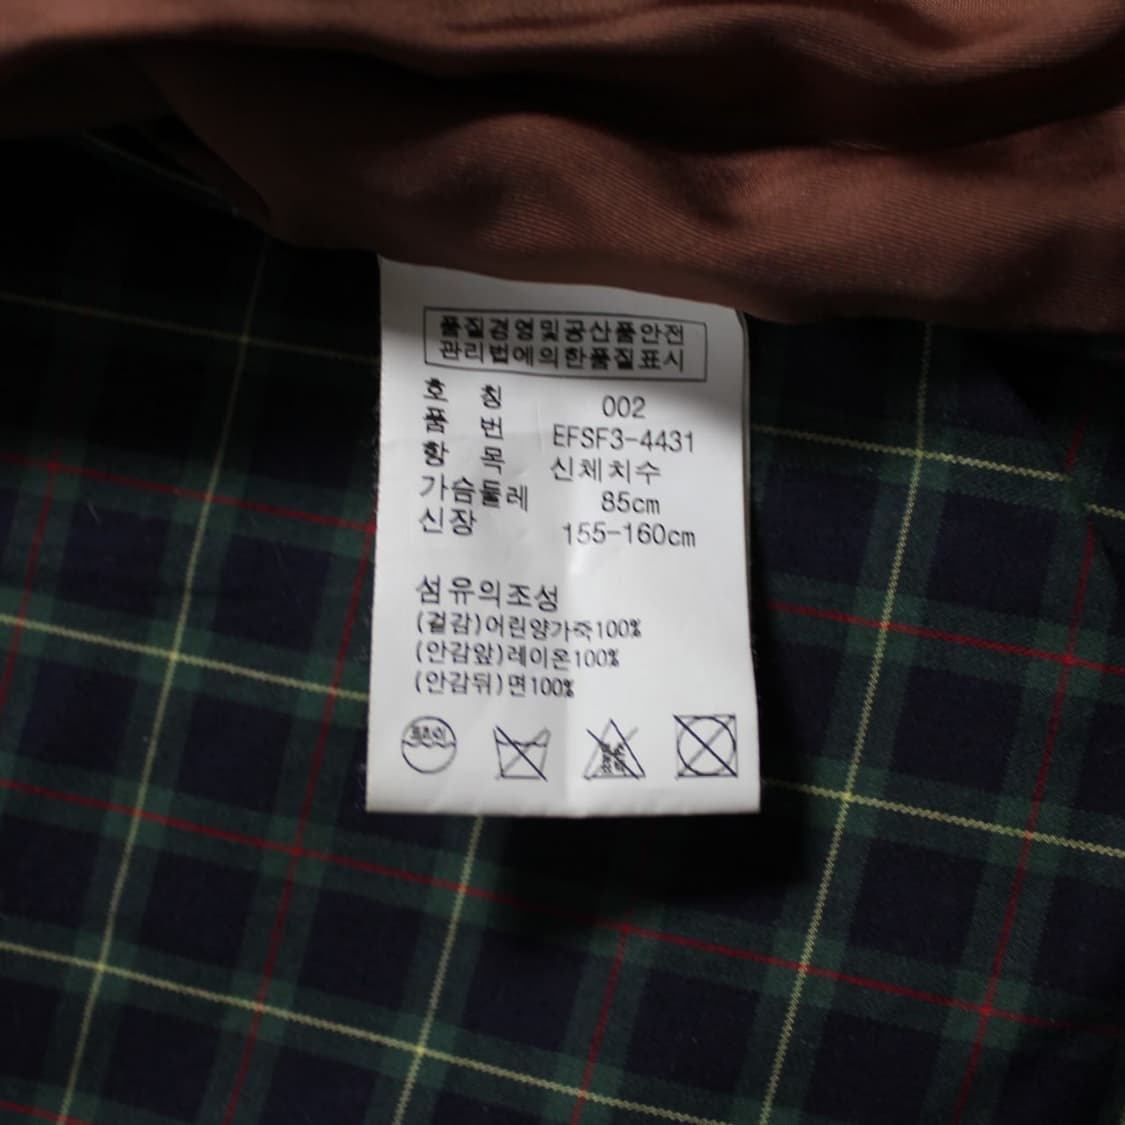 품질경영및공산품안전
관리법에의한품질표시
호 칭 002
품 번 EFSF3-4431
항 목 신체치수
가슴둘레 85cm
신장 155-160cm
섬유의조성
(겉감)어린양가죽100%
(안감앞)레이온100%
(안감뒤)면100%